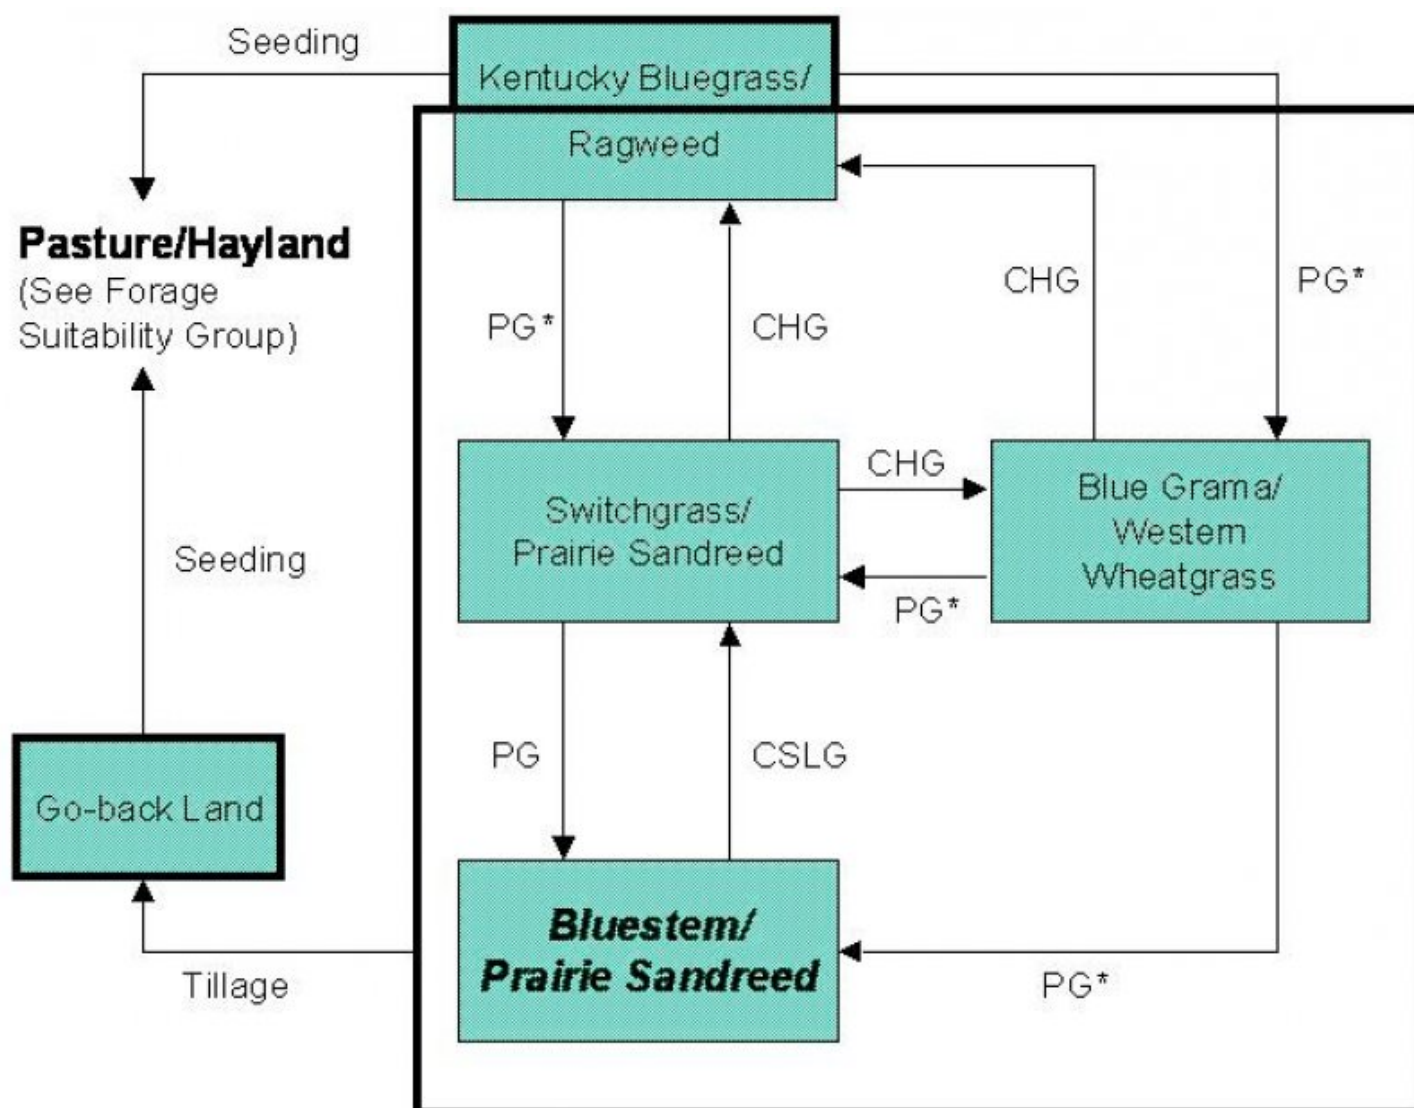 Seeding
Kentucky Bluegrass/
Ragweed
Pasture/Hayland
(See Forage
Suitability Group)
PG*
CHG
CHG
PG*
Switchgrass/
Prairie Sandreed
CHG
PG*
Blue Grama/
Western
Wheatgrass
Seeding
PG
CSLG
Go-back Land
Bluestem/
Prairie Sandreed
Tillage
PG*